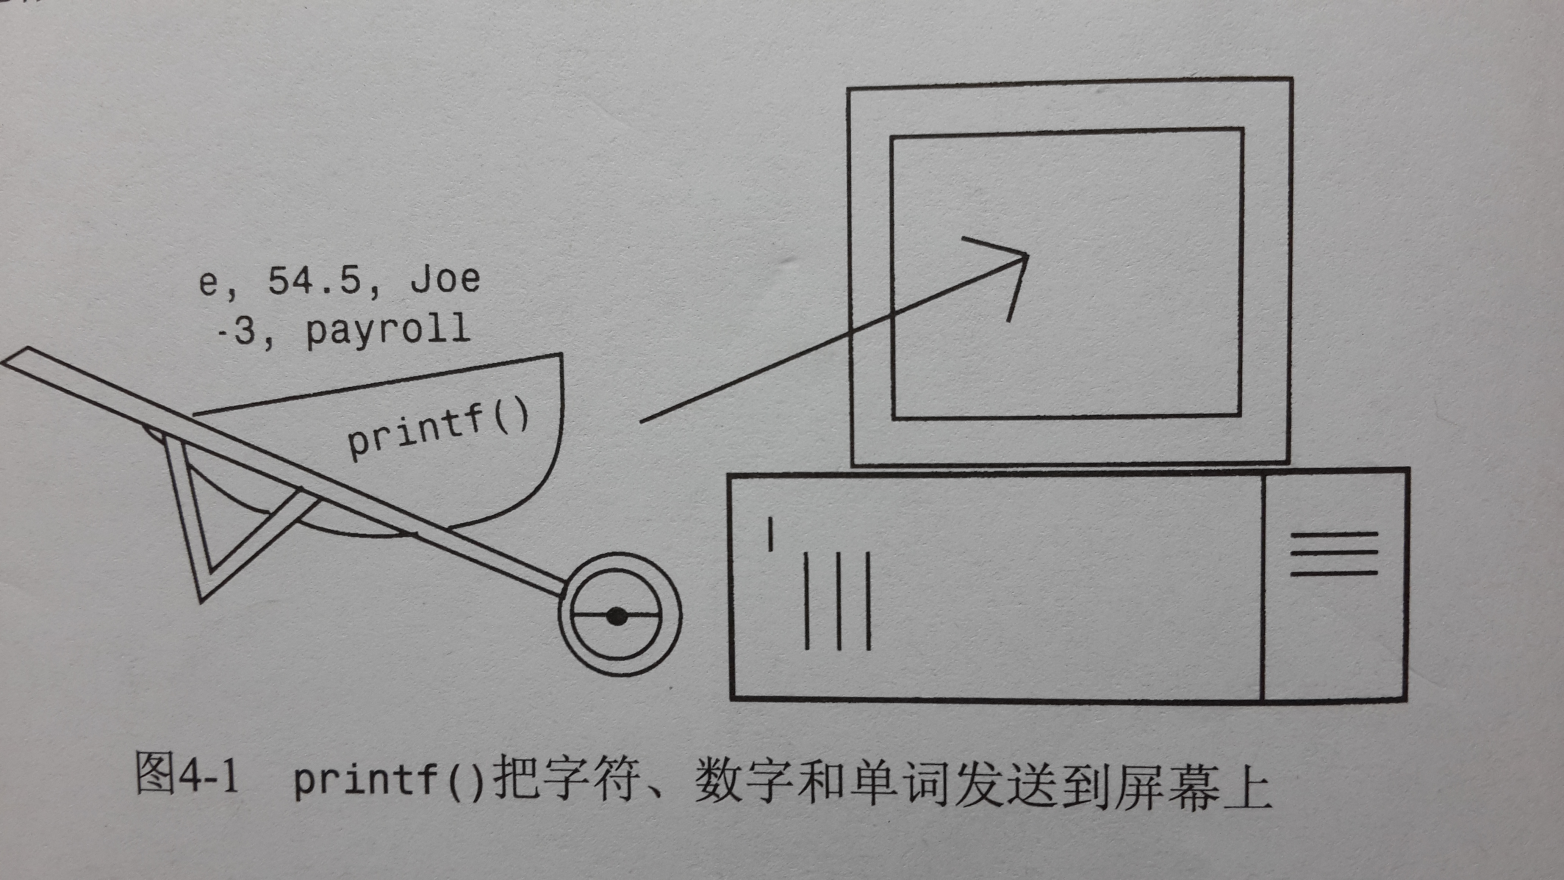 e, 54.5, Joe
-3, payroll
printf()
图4-1 printf()把字符、数字和单词发送到屏幕上